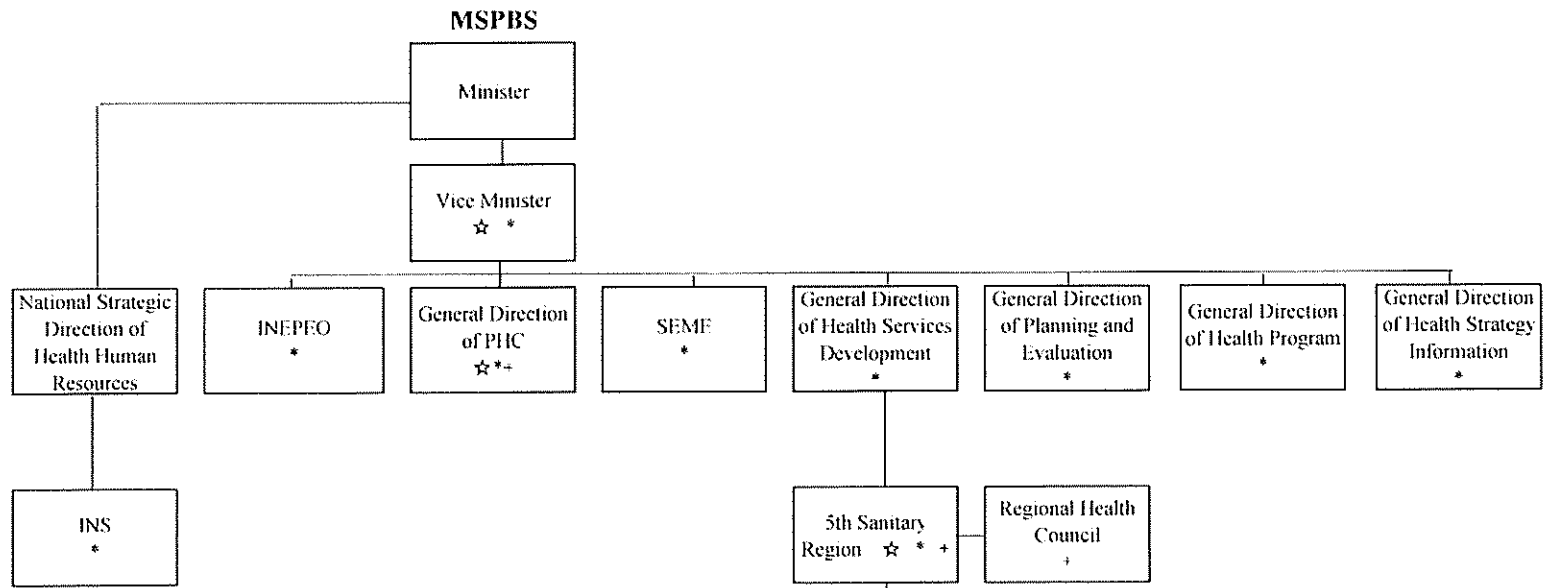 MSPBS
Minister
Vice Minister
☆ *
National Strategic
Direction of
Health Human
Resources
INEPEO
*
General Direction
of PHC
☆*+
SEME
*
General Direction
of Health Services
Development
*
General Direction
of Planning and
Evaluation
*
General Direction
of Health Program
*
General Direction
of Health Strategy
Information
*
INS
*
5th Sanitary
Region ☆ * +
Regional Health
Council
+